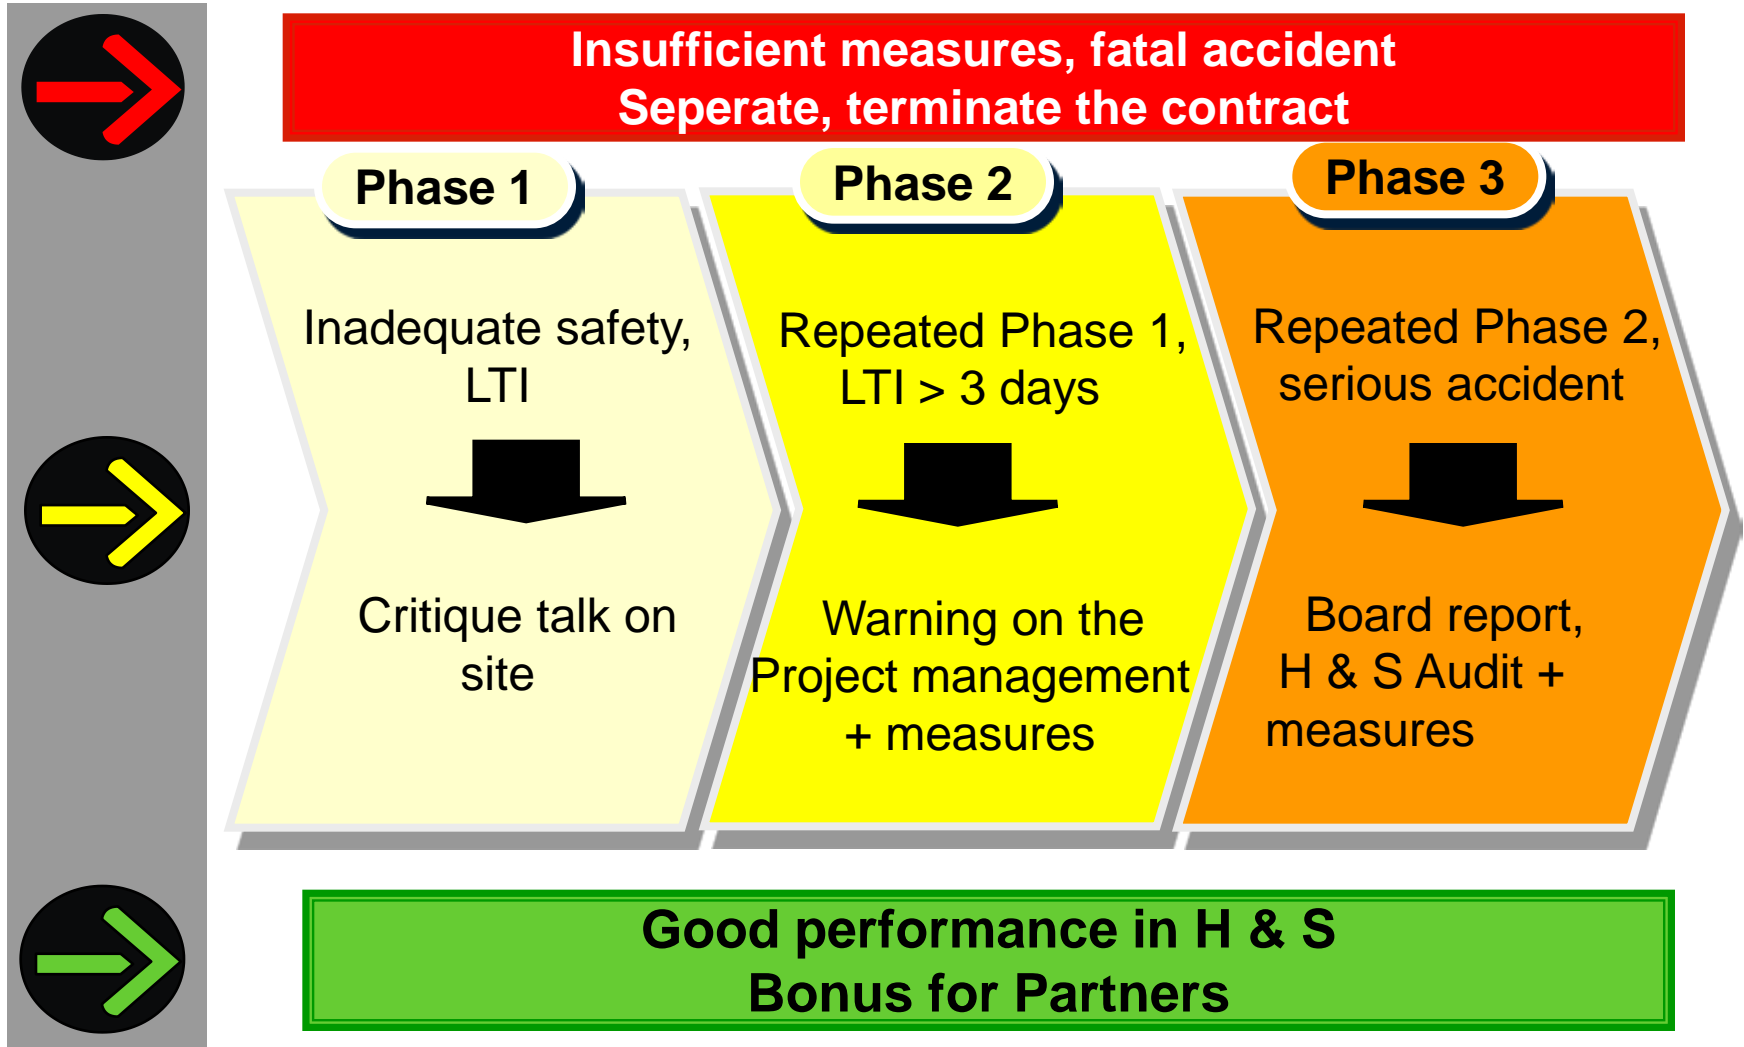 Insufficient measures, fatal accident
Seperate, terminate the contract
Phase 1
Inadequate safety,
LTI
Critique talk on
site
Phase 2
Repeated Phase 1,
LTI > 3 days
Warning on the
Project management
+ measures
Phase 3
Repeated Phase 2,
serious accident
Board report,
H & S Audit +
measures
Good performance in H & S
Bonus for Partners